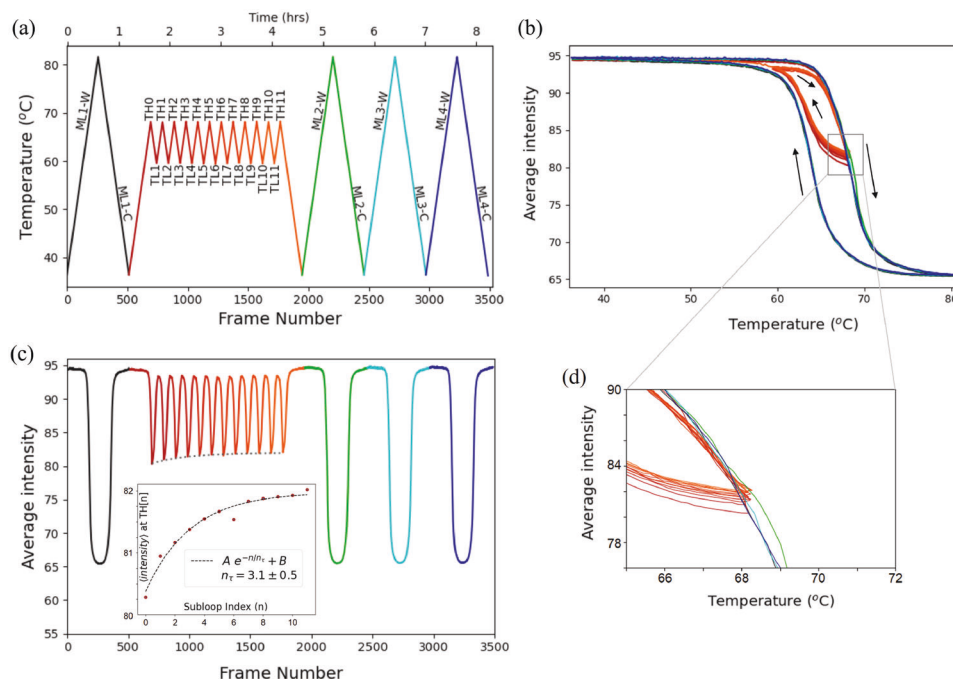 (a)
Time (hrs)
0 1 2 3 4 5 6 7 8
Temperature (°C)
80
70
60
50
40
ML1-W
ML1-C
TH0 TH1 TH2 TH3 TH4 TH5 TH6 TH7 TH8 TH9 TH10 TH11
TL1 TL2 TL3 TL4 TL5 TL6 TL7 TL8 TL9 TL10 TL11
ML2-W
ML2-C
ML3-W
ML3-C
ML4-W
ML4-C
0 500 1000 1500 2000 2500 3000 3500
Frame Number
(b)
Average intensity
95
90
85
80
75
70
65
40 50 60 70 80
Temperature (°C)
(c)
Average intensity
95
90
85
80
75
70
65
60
55
⟨intensity⟩ at TH[n]
82
81
80
A e^{-n/n_τ} + B
n_τ = 3.1 ± 0.5
0 2 4 6 8 10
Subloop Index (n)
0 500 1000 1500 2000 2500 3000 3500
Frame Number
(d)
Average intensity
90
84
78
66 68 70 72
Temperature (°C)